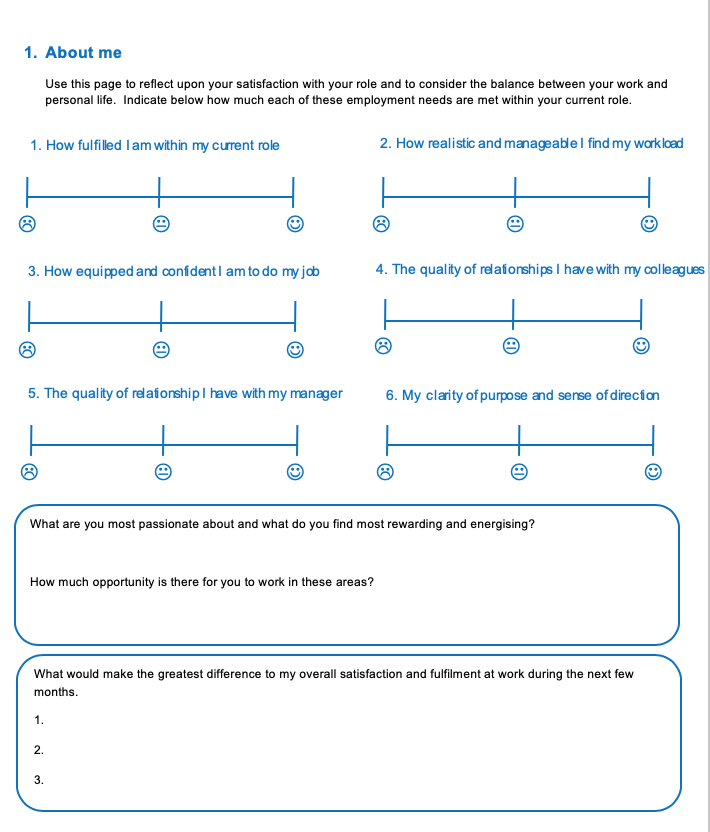 1. About me
Use this page to reflect upon your satisfaction with your role and to consider the balance between your work and
personal life. Indicate below how much each of these employment needs are met within your current role.
1. How fulfilled I am within my current role
2. How realistic and manageable I find my workload
3. How equipped and confident I am to do my job
4. The quality of relationships I have with my colleagues
5. The quality of relationship I have with my manager
6. My clarity of purpose and sense of direction
What are you most passionate about and what do you find most rewarding and energising?
How much opportunity is there for you to work in these areas?
What would make the greatest difference to my overall satisfaction and fulfilment at work during the next few
months.
1.
2.
3.